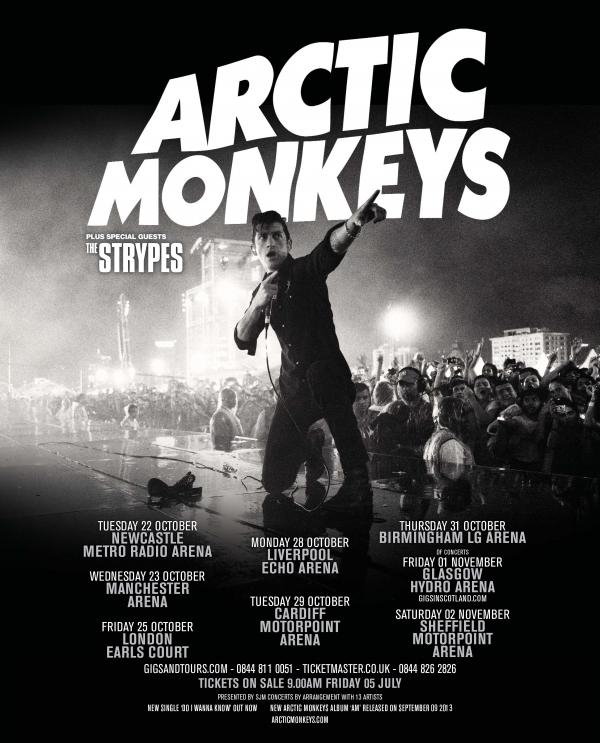 ARCTIC
MONKEYS
PLUS SPECIAL GUESTS
THE STRYPES
TUESDAY 22 OCTOBER
NEWCASTLE
METRO RADIO ARENA
WEDNESDAY 23 OCTOBER
MANCHESTER
ARENA
FRIDAY 25 OCTOBER
LONDON
EARLS COURT
MONDAY 28 OCTOBER
LIVERPOOL
ECHO ARENA
TUESDAY 29 OCTOBER
CARDIFF
MOTORPOINT
ARENA
THURSDAY 31 OCTOBER
BIRMINGHAM LG ARENA
DF CONCERTS
FRIDAY 01 NOVEMBER
GLASGOW
HYDRO ARENA
GIGSINSCOTLAND.COM
SATURDAY 02 NOVEMBER
SHEFFIELD
MOTORPOINT
ARENA
GIGSANDTOURS.COM - 0844 811 0051 - TICKETMASTER.CO.UK - 0844 826 2826
TICKETS ON SALE 9.00AM FRIDAY 05 JULY
PRESENTED BY SJM CONCERTS BY ARRANGEMENT WITH 13 ARTISTS
NEW SINGLE 'DO I WANNA KNOW' OUT NOW NEW ARCTIC MONKEYS ALBUM 'AM' RELEASED ON SEPTEMBER 09 2013
ARCTICMONKEYS.COM